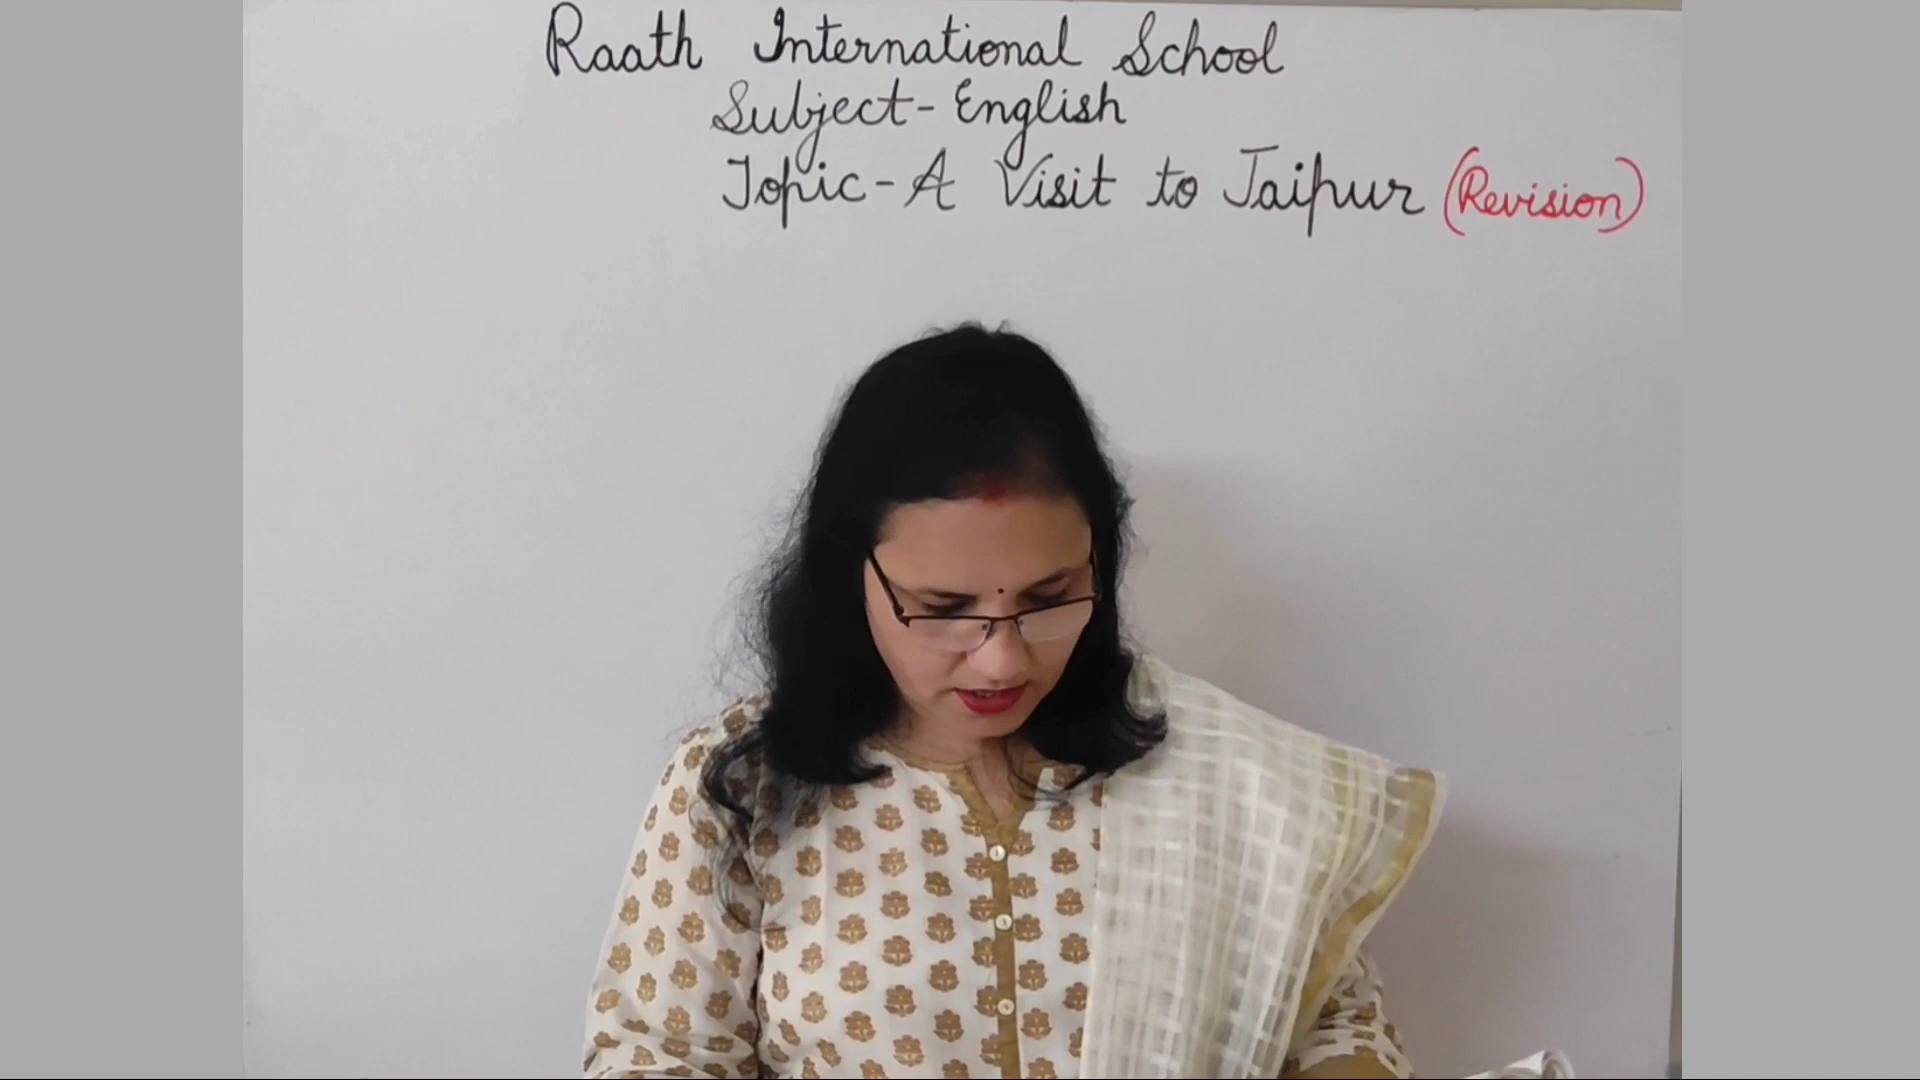 Raath International School
Subject-English
Topic-A Visit to Jaipur (Revision)